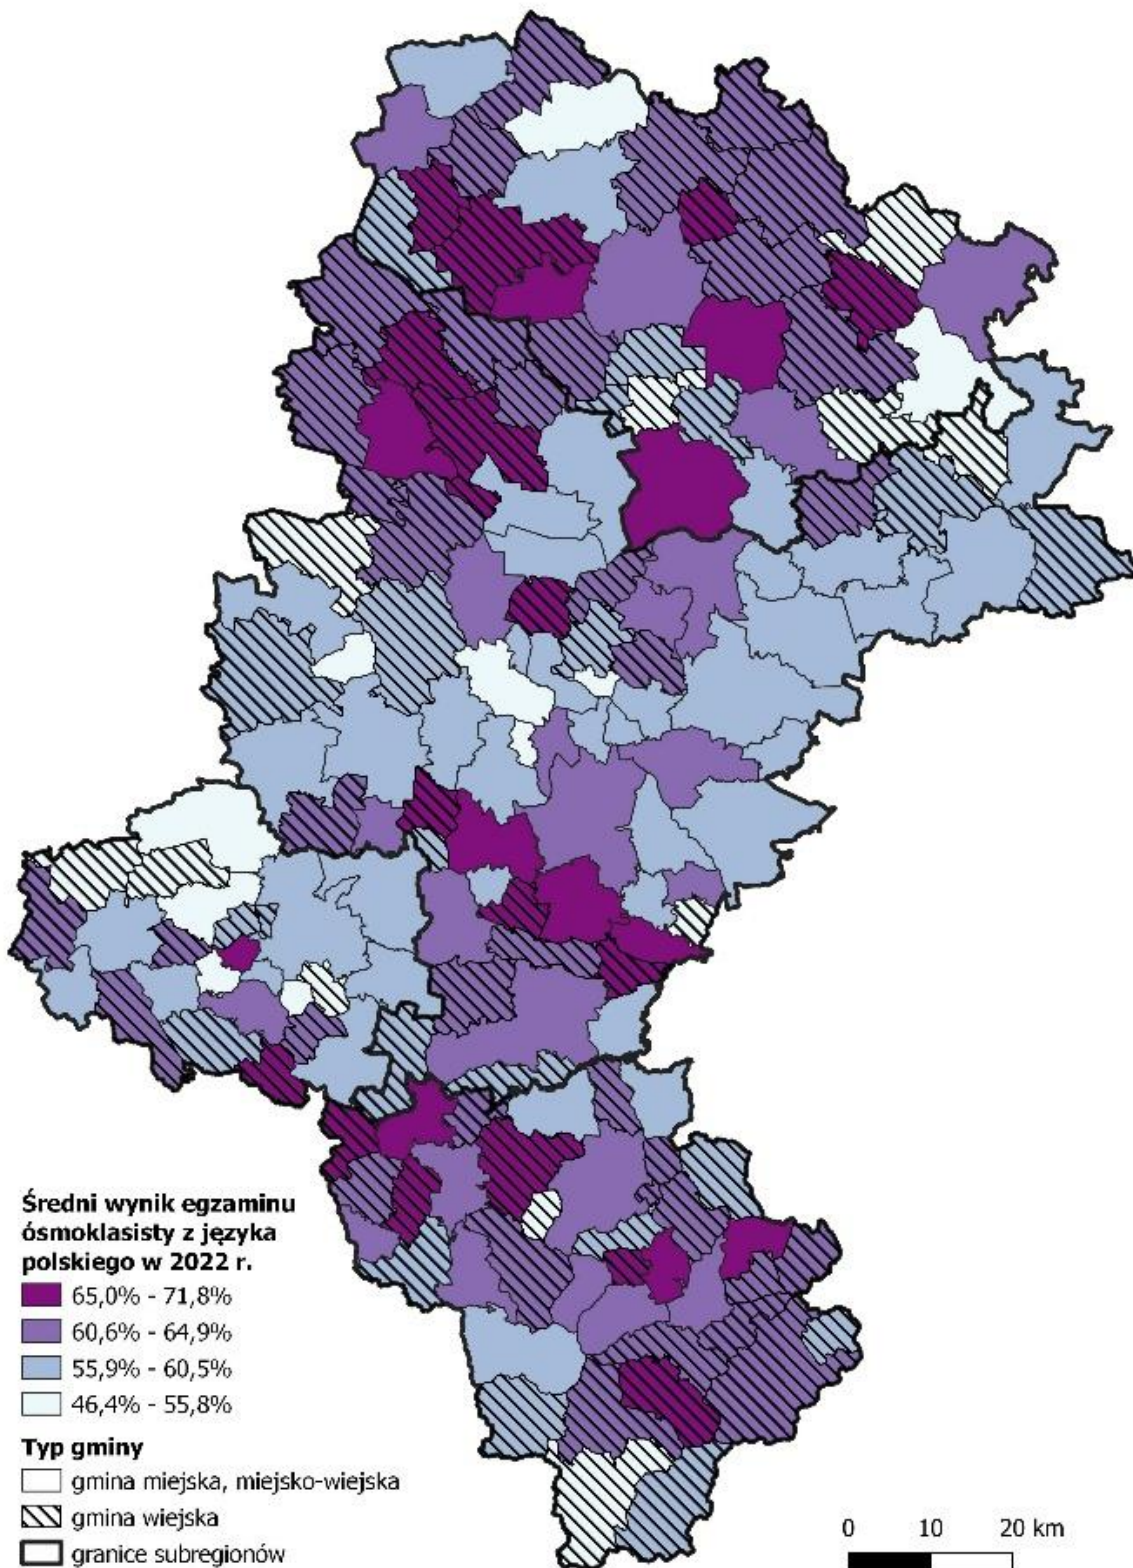 Średni wynik egzaminu
ósmoklasisty z języka
polskiego w 2022 r.
65,0% - 71,8%
60,6% - 64,9%
55,9% - 60,5%
46,4% - 55,8%
Typ gminy
gmina miejska, miejsko-wiejska
gmina wiejska
granice subregionów
0 10 20 km